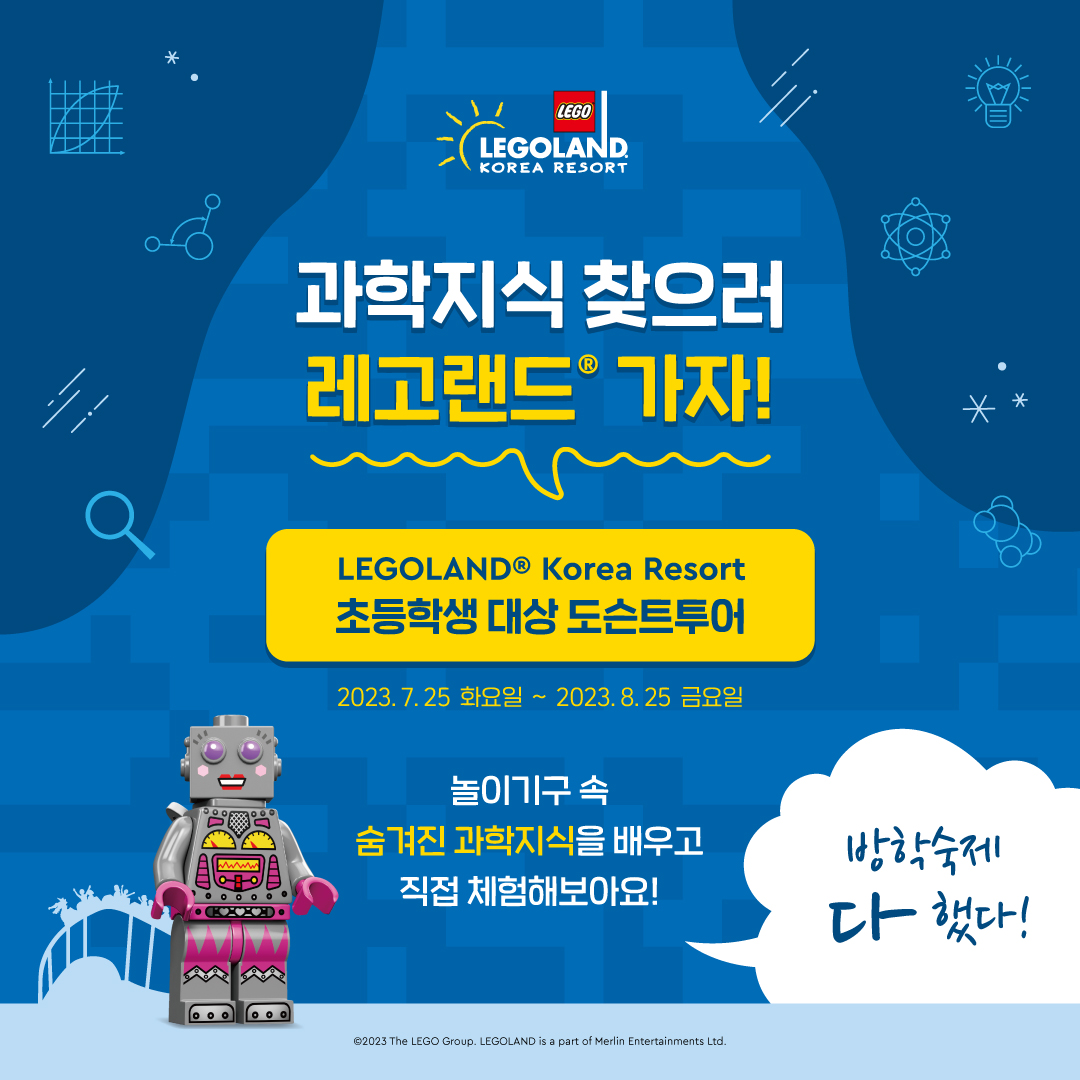 LEGO
LEGOLAND®
KOREA RESORT
과학지식 찾으러
레고랜드® 가자!
LEGOLAND® Korea Resort
초등학생 대상 도슨트투어
2023. 7. 25 화요일 ~ 2023. 8. 25 금요일
놀이기구 속
숨겨진 과학지식을 배우고
직접 체험해보아요!
방학숙제
다 했다!
©2023 The LEGO Group. LEGOLAND is a part of Merlin Entertainments Ltd.